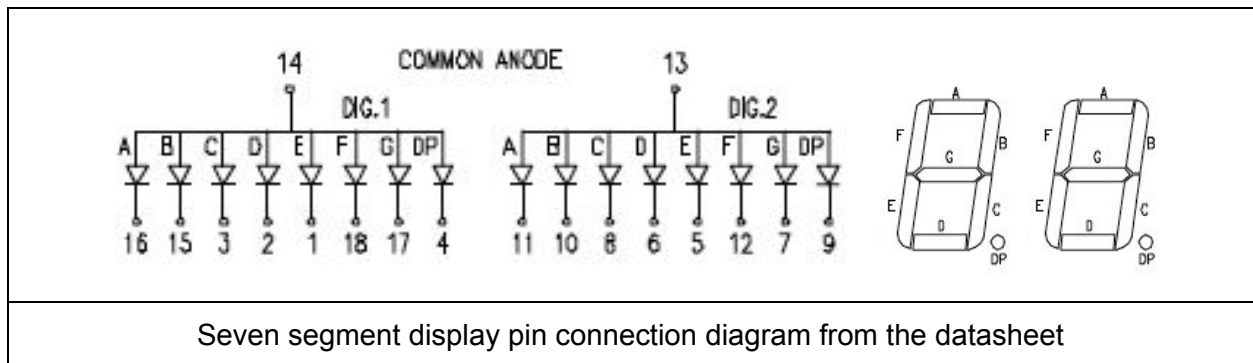 14 COMMON ANODE 13
DIG.1 DIG.2
A B C D E F G DP A B C D E F G DP
16 15 3 2 1 18 17 4 11 10 8 6 5 12 7 9
A A
F B F B
G G
E C E C
D D
DP DP
Seven segment display pin connection diagram from the datasheet